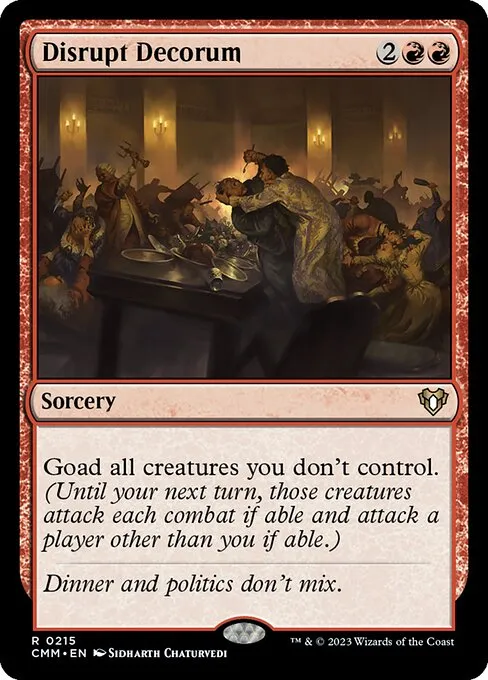 Disrupt Decorum 2
Sorcery
Goad all creatures you don't control.
(Until your next turn, those creatures
attack each combat if able and attack a
player other than you if able.)
Dinner and politics don't mix.
R 0215
™ & © 2023 Wizards of the Coast
CMM • EN Sidharth Chaturvedi